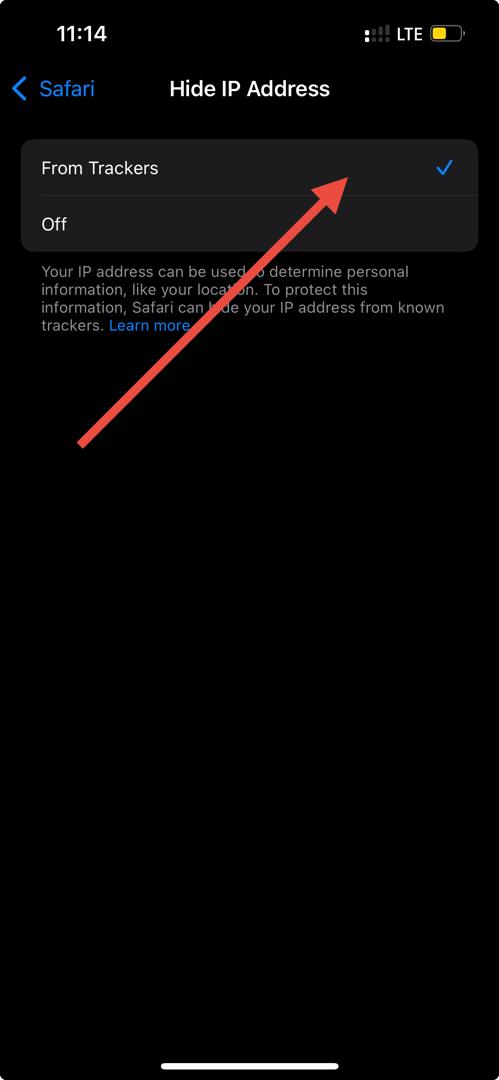 11:14 LTE
Safari Hide IP Address
From Trackers
Off
Your IP address can be used to determine personal
information, like your location. To protect this
information, Safari can hide your IP address from known
trackers. Learn more